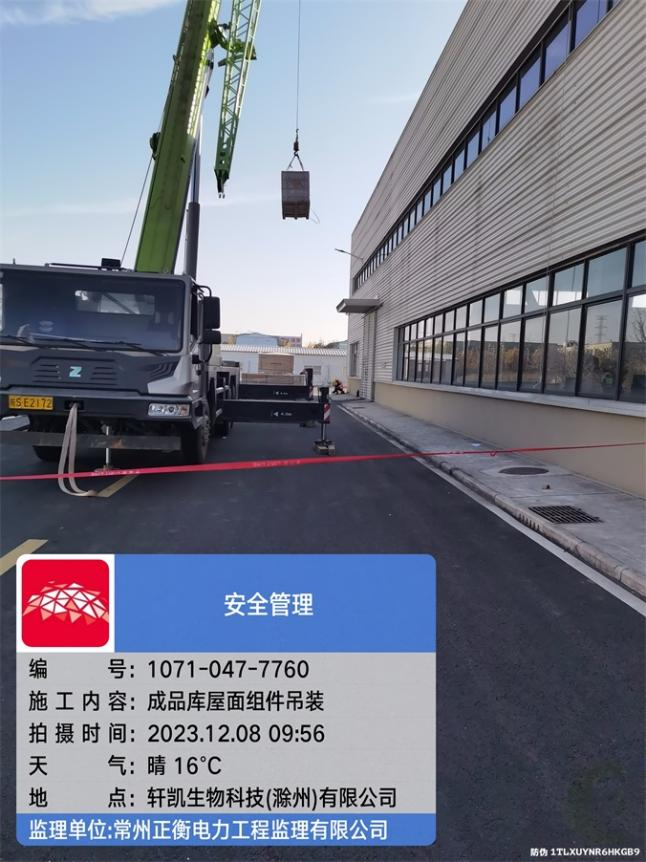 SE2172
安全管理
编 号: 1071-047-7760
施工内容: 成品库屋面组件吊装
拍摄时间: 2023.12.08 09:56
天 气: 晴 16°C
地 点: 轩凯生物科技(滁州)有限公司
监理单位:常州正衡电力工程监理有限公司
防伪 1TLXUYNR6HKGB9